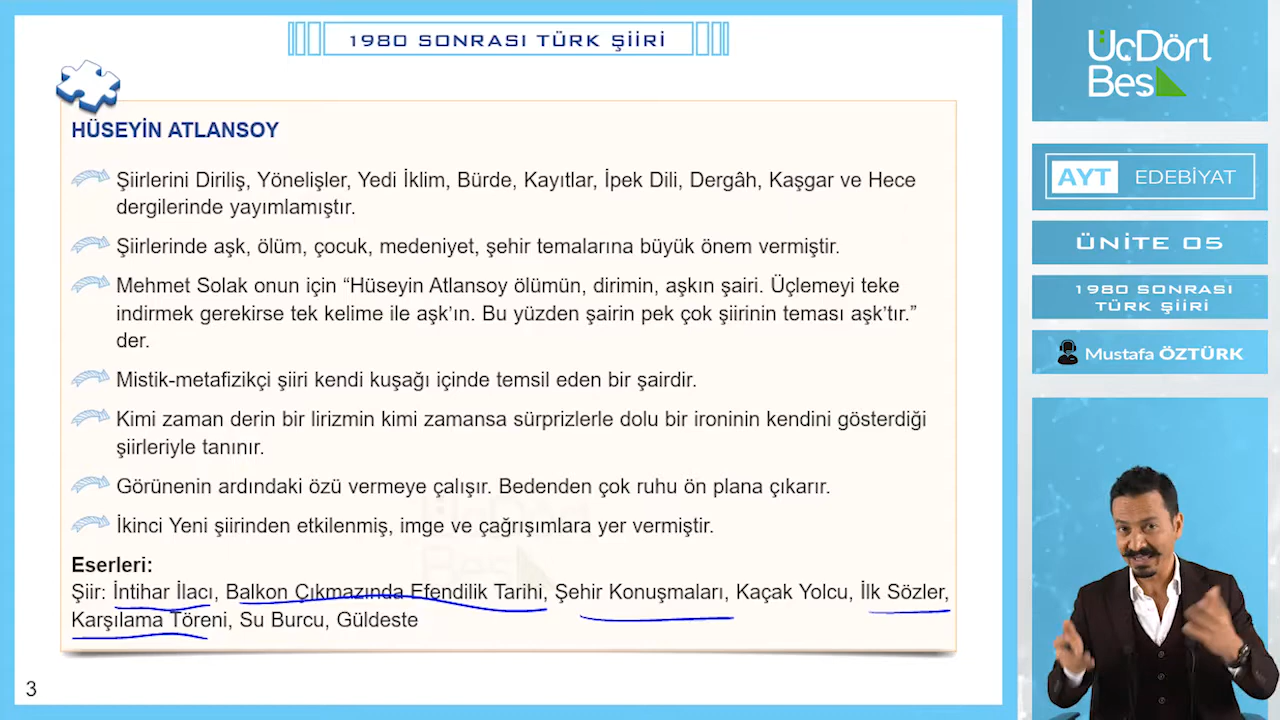 1980 SONRASI TÜRK ŞİİRİ
HÜSEYİN ATLANSOY
Şiirlerini Diriliş, Yönelişler, Yedi İklim, Bürde, Kayıtlar, İpek Dili, Dergâh, Kaşgar ve Hece
dergilerinde yayımlamıştır.
Şiirlerinde aşk, ölüm, çocuk, medeniyet, şehir temalarına büyük önem vermiştir.
Mehmet Solak onun için “Hüseyin Atlansoy ölümün, dirimin, aşkın şairi. Üçlemeyi teke
indirmek gerekirse tek kelime ile aşk’ın. Bu yüzden şairin pek çok şiirinin teması aşk’tır.”
der.
Mistik-metafizikçi şiiri kendi kuşağı içinde temsil eden bir şairdir.
Kimi zaman derin bir lirizmin kimi zamansa sürprizlerle dolu bir ironinin kendini gösterdiği
şiirleriyle tanınır.
Görünenin ardındaki özü vermeye çalışır. Bedenden çok ruhu ön plana çıkarır.
İkinci Yeni şiirinden etkilenmiş, imge ve çağrışımlara yer vermiştir.
Eserleri:
Şiir: İntihar İlacı, Balkon Çıkmazında Efendilik Tarihi, Şehir Konuşmaları, Kaçak Yolcu, İlk Sözler,
Karşılama Töreni, Su Burcu, Güldeste
3
ÜçDört
Beş
AYT EDEBİYAT
ÜNİTE 05
1980 SONRASI
TÜRK ŞİİRİ
Mustafa ÖZTÜRK